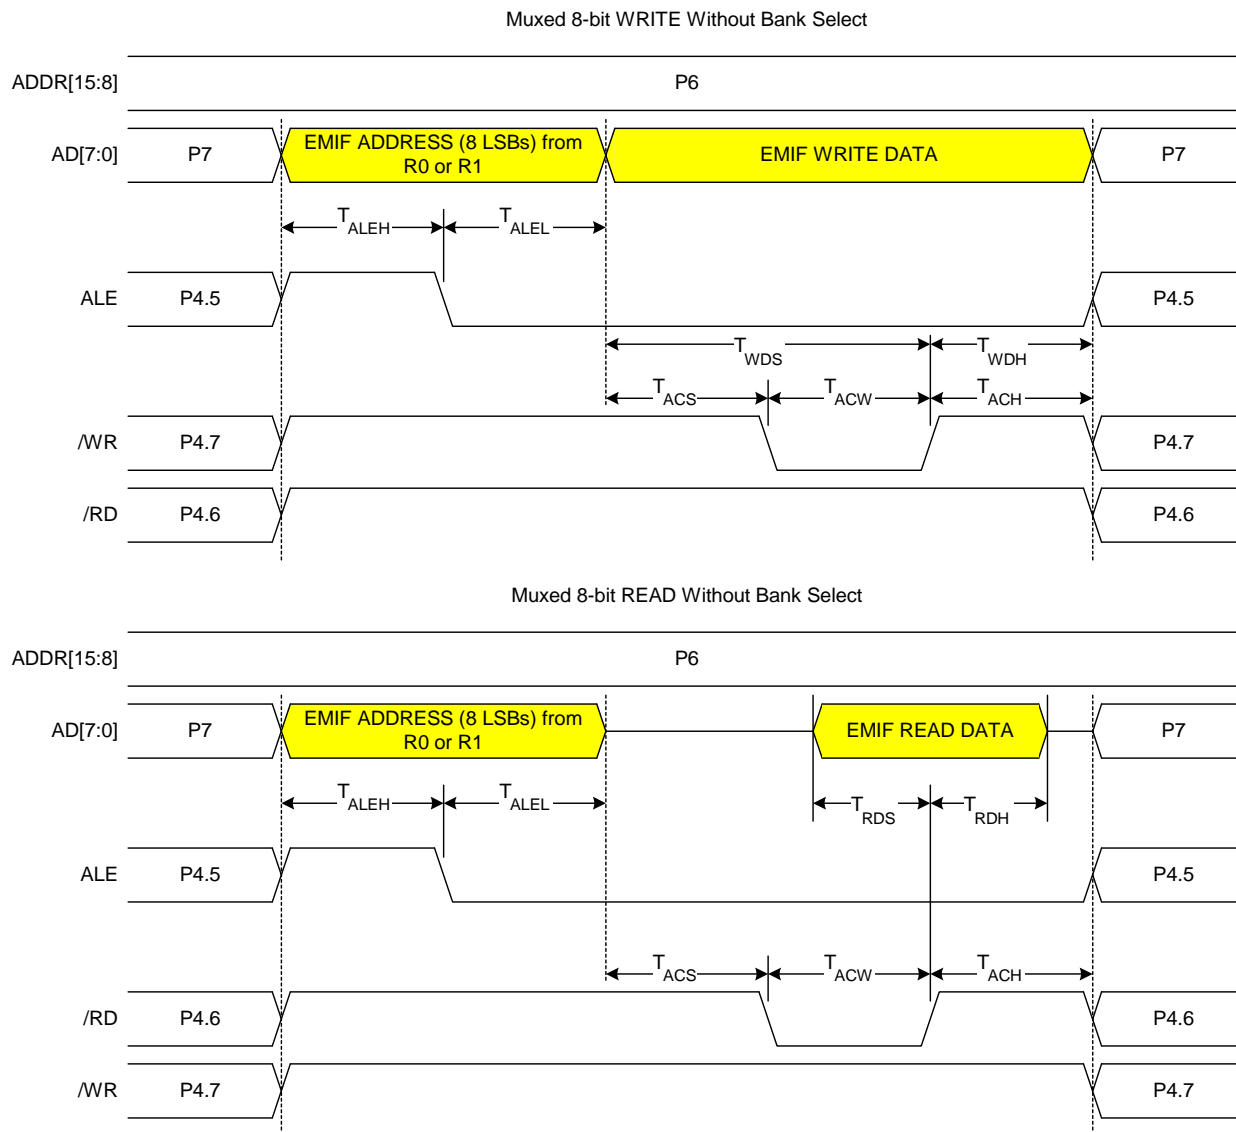 Muxed 8-bit WRITE Without Bank Select
ADDR[15:8] P6
AD[7:0] P7 EMIF ADDRESS (8 LSBs) from R0 or R1 EMIF WRITE DATA P7
TALEH TALEL
ALE P4.5 P4.5
TWDS TWDH
TACS TACW TACH
/WR P4.7 P4.7
/RD P4.6 P4.6
Muxed 8-bit READ Without Bank Select
ADDR[15:8] P6
AD[7:0] P7 EMIF ADDRESS (8 LSBs) from R0 or R1 EMIF READ DATA P7
TALEH TALEL TRDS TRDH
ALE P4.5 P4.5
TACS TACW TACH
/RD P4.6 P4.6
/WR P4.7 P4.7